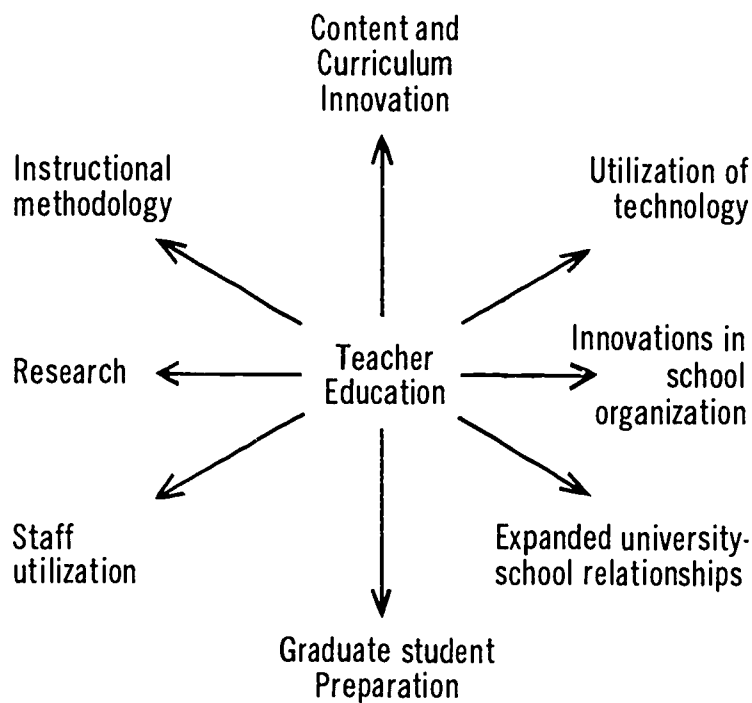 Content and
Curriculum
Innovation
Instructional
methodology
Utilization of
technology
Research
Teacher
Education
Innovations in
school
organization
Staff
utilization
Expanded university-
school relationships
Graduate student
Preparation